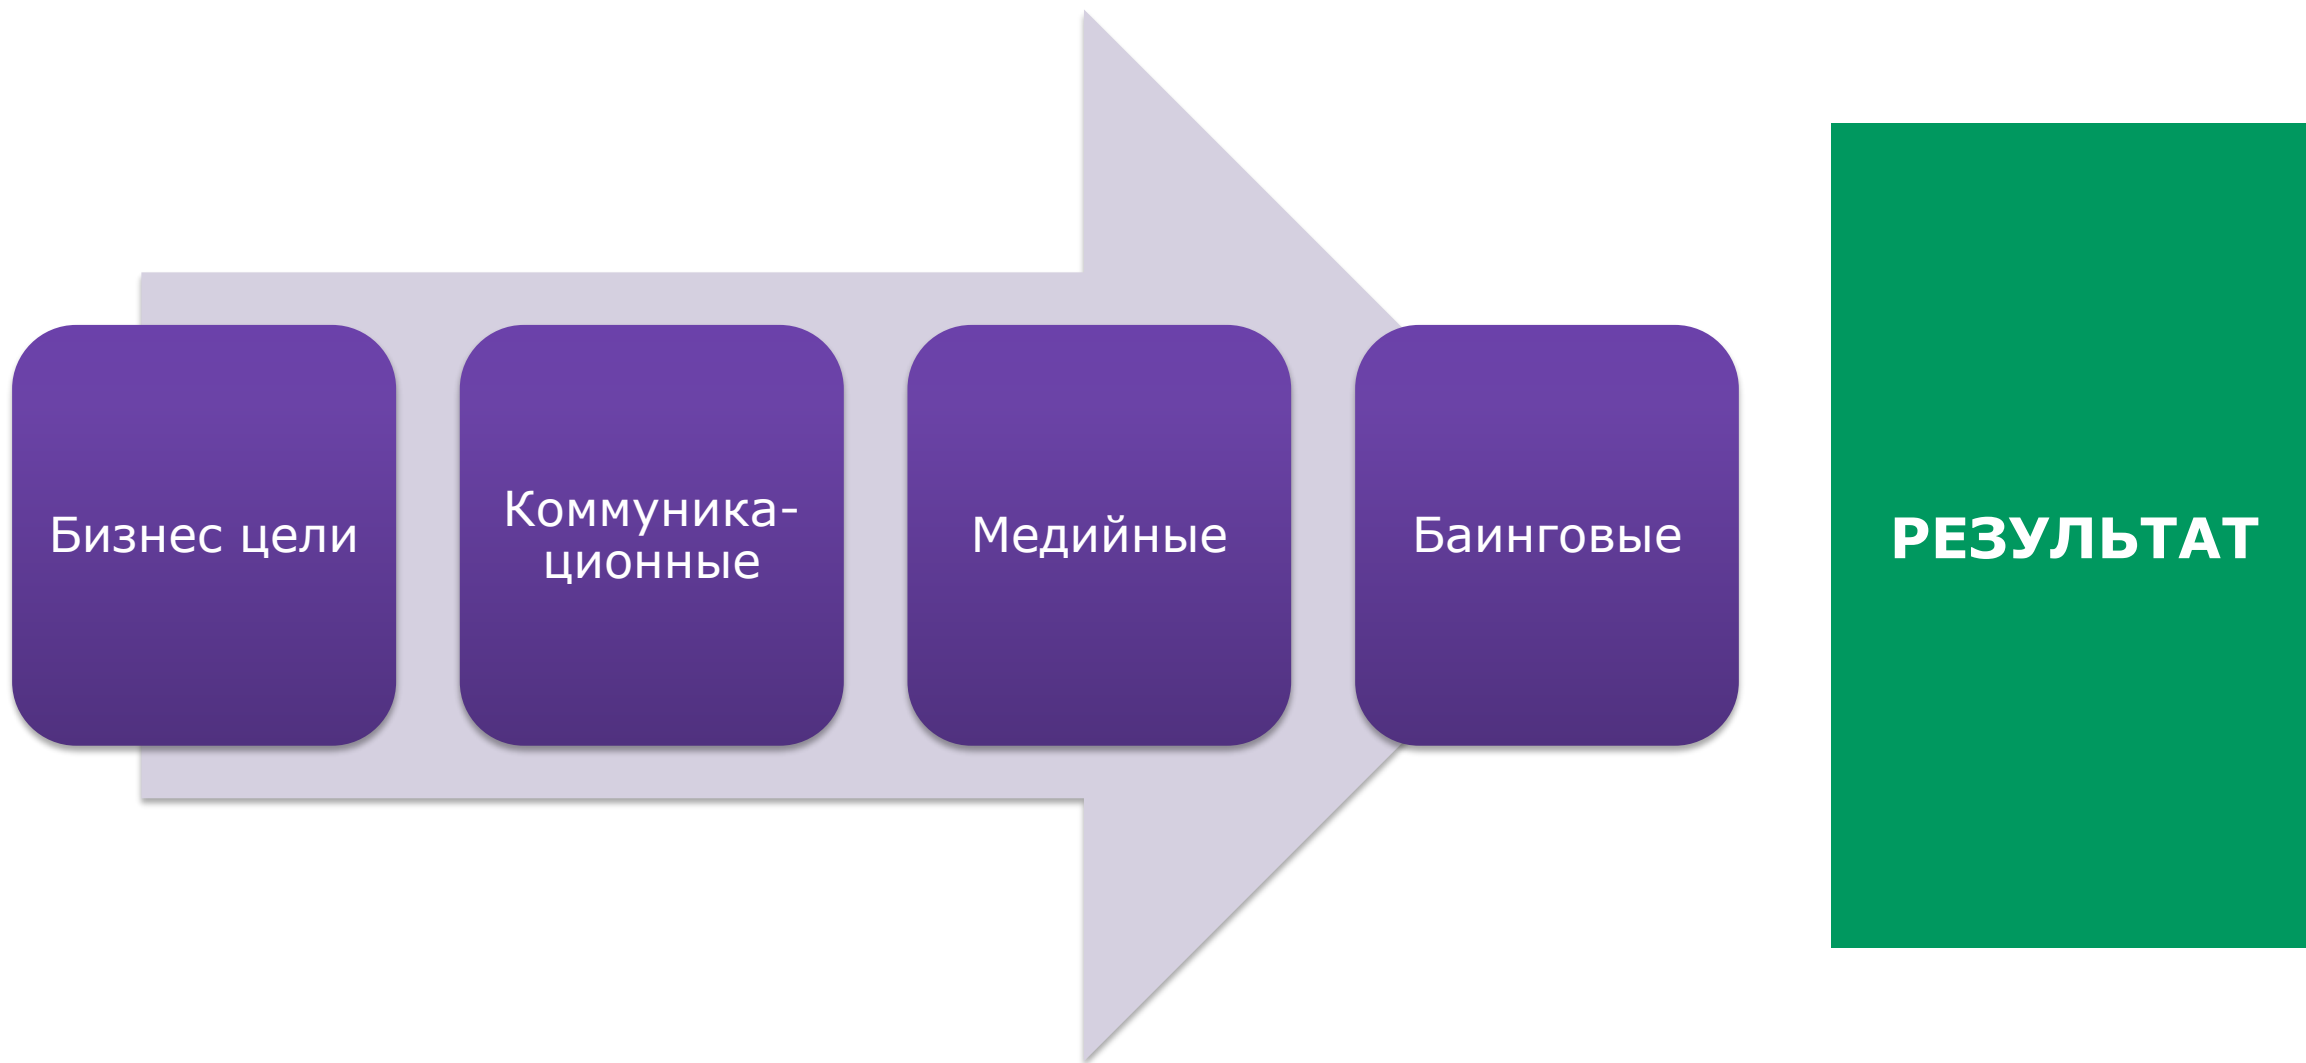 Бизнес цели
Коммуника-
ционные
Медийные
Баинговые
РЕЗУЛЬТАТ